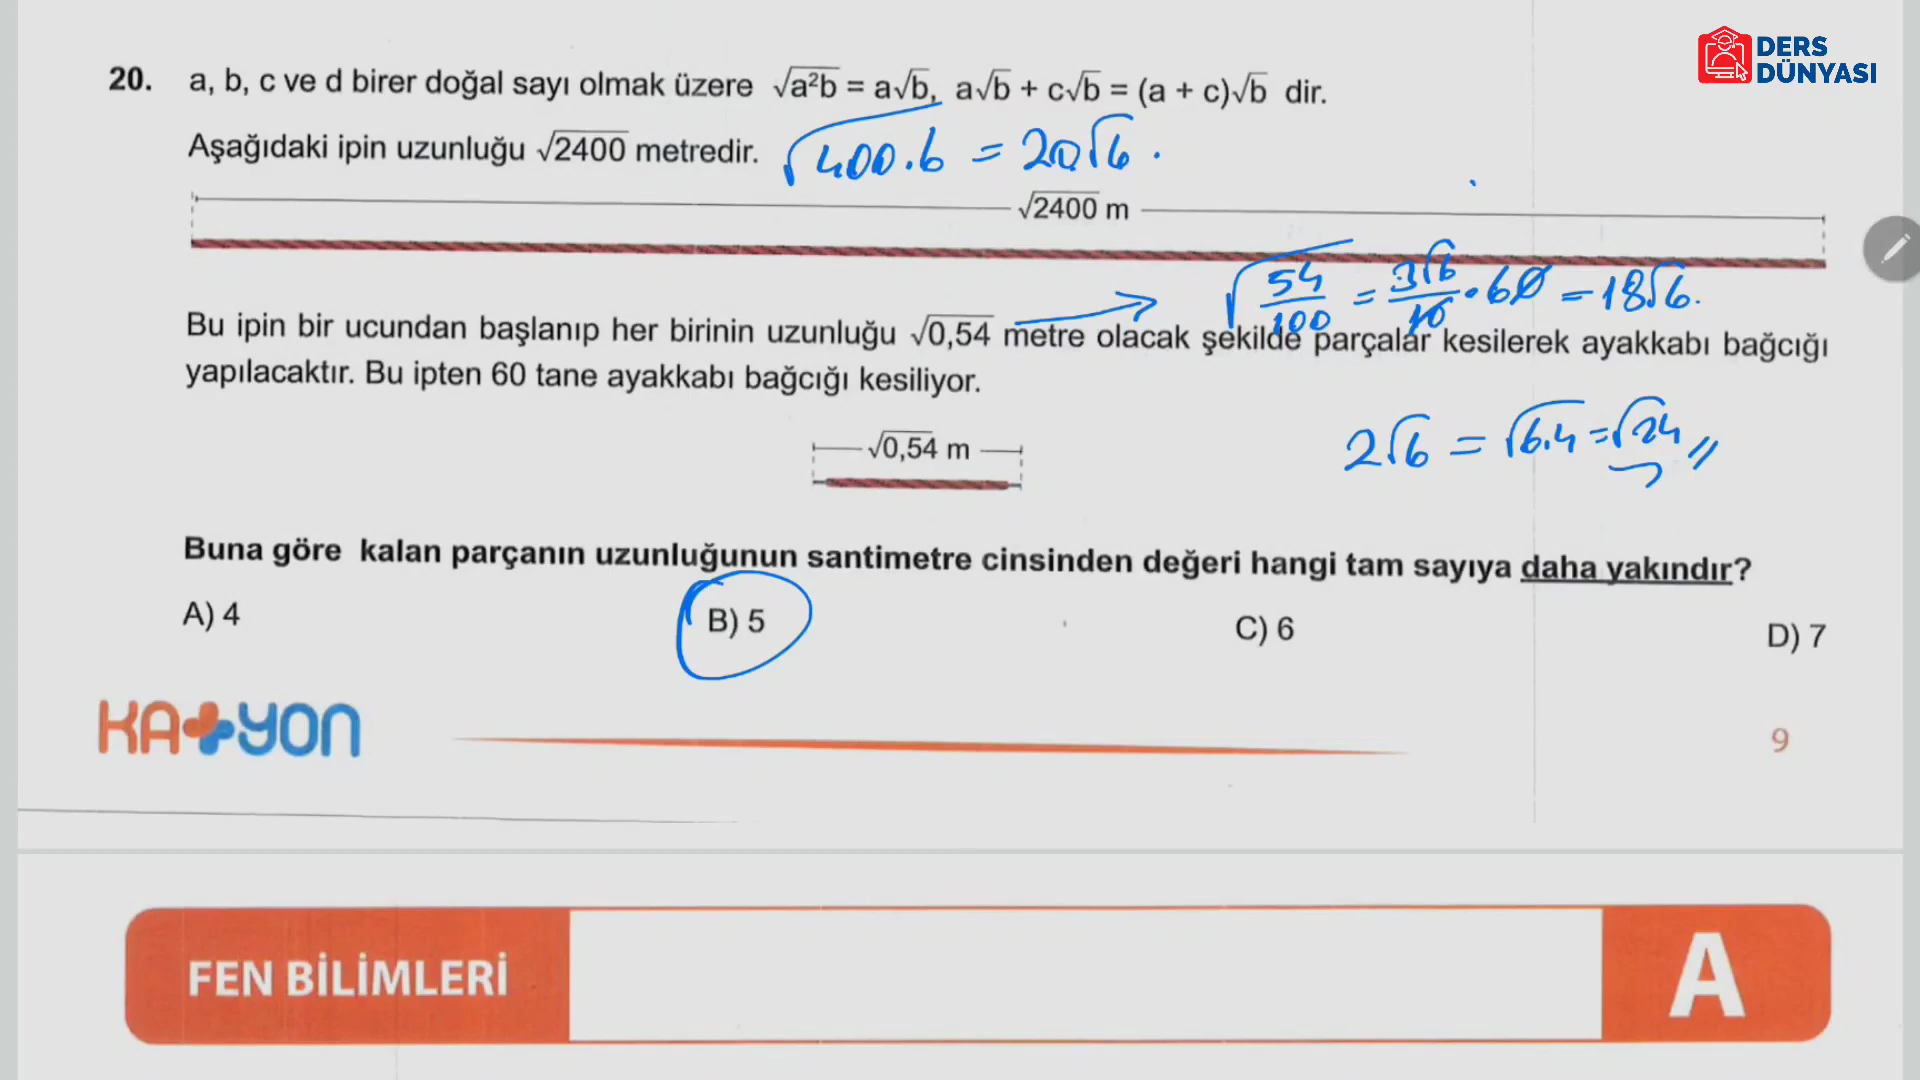 DERS
DÜNYASI
20. a, b, c ve d birer doğal sayı olmak üzere √a²b = a√b, a√b + c√b = (a + c)√b dir.
Aşağıdaki ipin uzunluğu √2400 metredir. √400.6 = 20√6 .
√2400 m
√54/100 = 3√6/10 . 60 = 18√6.
Bu ipin bir ucundan başlanıp her birinin uzunluğu √0,54 metre olacak şekilde parçalar kesilerek ayakkabı bağcığı
yapılacaktır. Bu ipten 60 tane ayakkabı bağcığı kesiliyor.
√0,54 m
2√6 = √6.4 = √24 //
Buna göre kalan parçanın uzunluğunun santimetre cinsinden değeri hangi tam sayıya daha yakındır?
A) 4 B) 5 C) 6 D) 7
KATYON
9
FEN BİLİMLERİ A